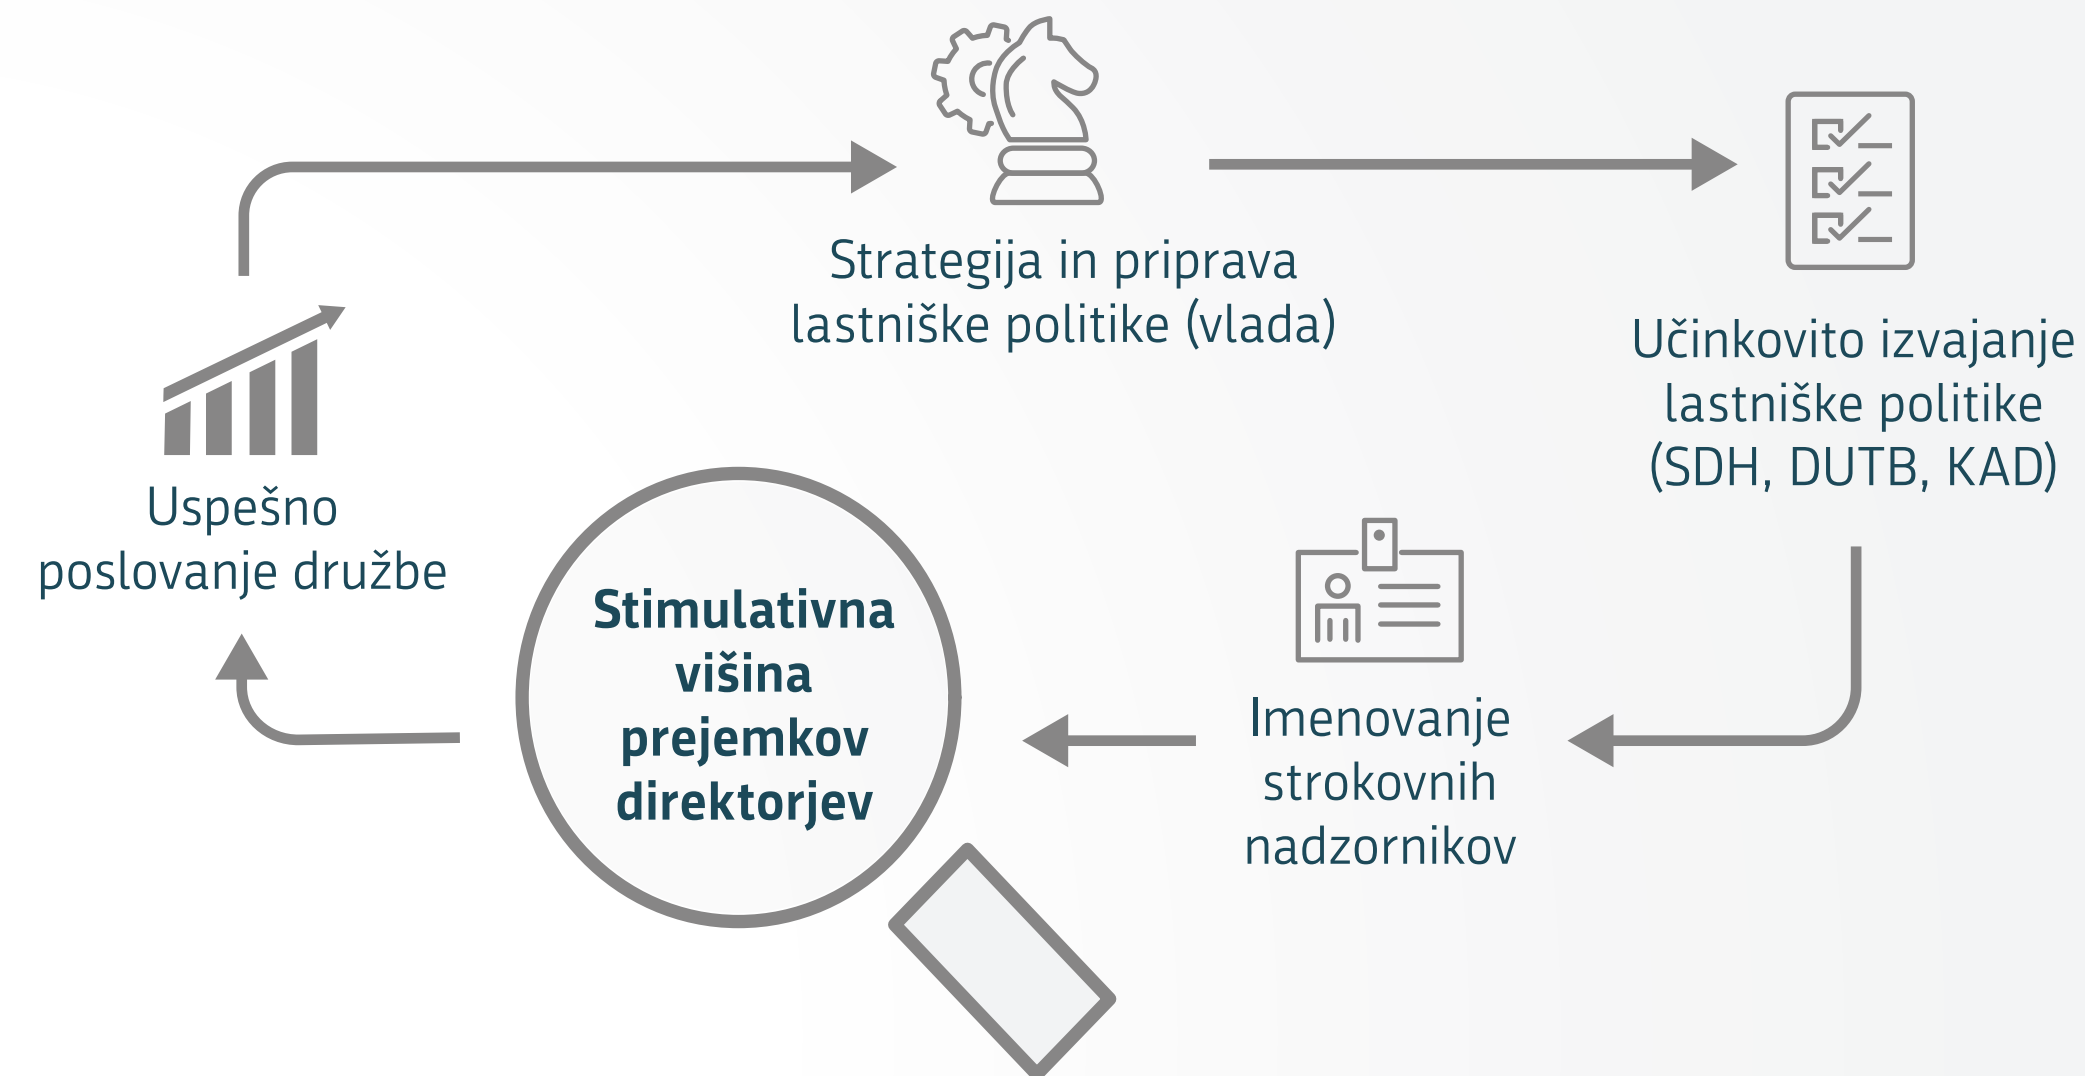 Strategija in priprava
lastniške politike (vlada)
Učinkovito izvajanje
lastniške politike
(SDH, DUTB, KAD)
Imenovanje
strokovnih
nadzornikov
Stimulativna
višina
prejemkov
direktorjev
Uspešno
poslovanje družbe